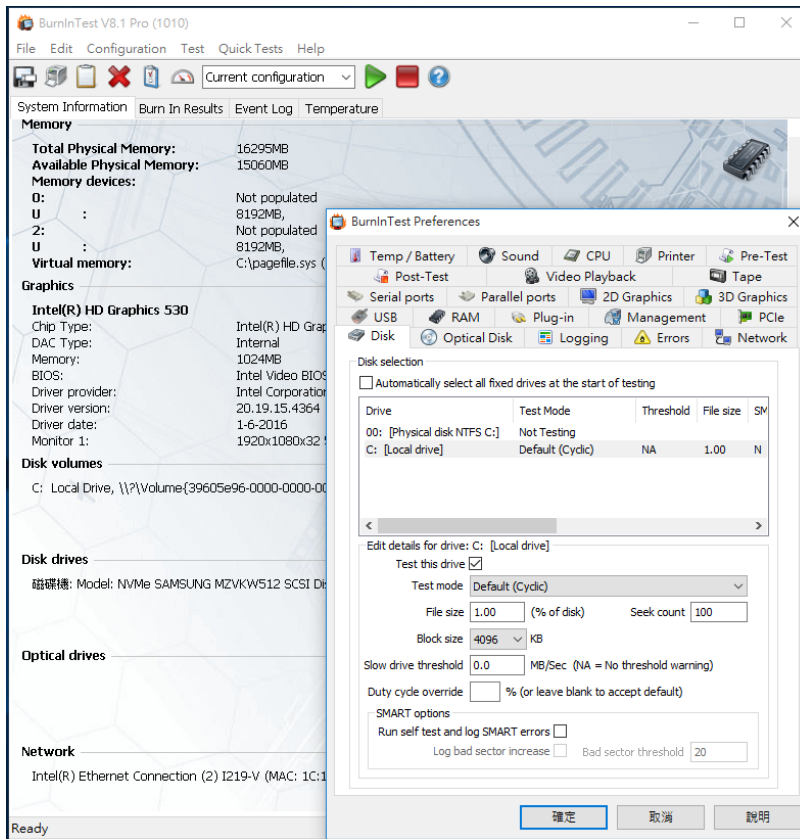 BurnInTest V8.1 Pro (1010)
File Edit Configuration Test Quick Tests Help
Current configuration
System Information Burn In Results Event Log Temperature
Memory
Total Physical Memory: 16295MB
Available Physical Memory: 15060MB
Memory devices:
0: Not populated
U : 8192MB,
2: Not populated
U : 8192MB,
Virtual memory: C:\pagefile.sys (
Graphics
Intel(R) HD Graphics 530
Chip Type: Intel(R) HD Grap
DAC Type: Internal
Memory: 1024MB
BIOS: Intel Video BIOS
Driver provider: Intel Corporation
Driver version: 20.19.15.4364
Driver date: 1-6-2016
Monitor 1: 1920x1080x32
Disk volumes
C: Local Drive, \\?\Volume{39605e96-0000-0000-00
Disk drives
磁碟機: Model: NVMe SAMSUNG MZVKW512 SCSI Di
Optical drives
Network
Intel(R) Ethernet Connection (2) I219-V (MAC: 1C:1
Ready
BurnInTest Preferences
Temp / Battery Sound CPU Printer Pre-Test
Post-Test Video Playback Tape
Serial ports Parallel ports 2D Graphics 3D Graphics
USB RAM Plug-in Management PCIe
Disk Optical Disk Logging Errors Network
Disk selection
Automatically select all fixed drives at the start of testing
Drive Test Mode Threshold File size SM
00: [Physical disk NTFS C:] Not Testing
C: [Local drive] Default (Cyclic) NA 1.00 N
Edit details for drive: C: [Local drive]
Test this drive
Test mode Default (Cyclic)
File size 1.00 (% of disk) Seek count 100
Block size 4096 KB
Slow drive threshold 0.0 MB/Sec (NA = No threshold warning)
Duty cycle override % (or leave blank to accept default)
SMART options
Run self test and log SMART errors
Log bad sector increase Bad sector threshold 20
確定 取消 說明